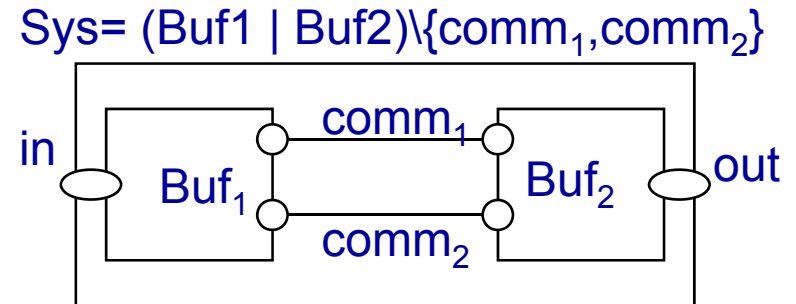 Sys= (Buf1 | Buf2)\{comm₁,comm₂}
comm₁
in
Buf₁
Buf₂
out
comm₂